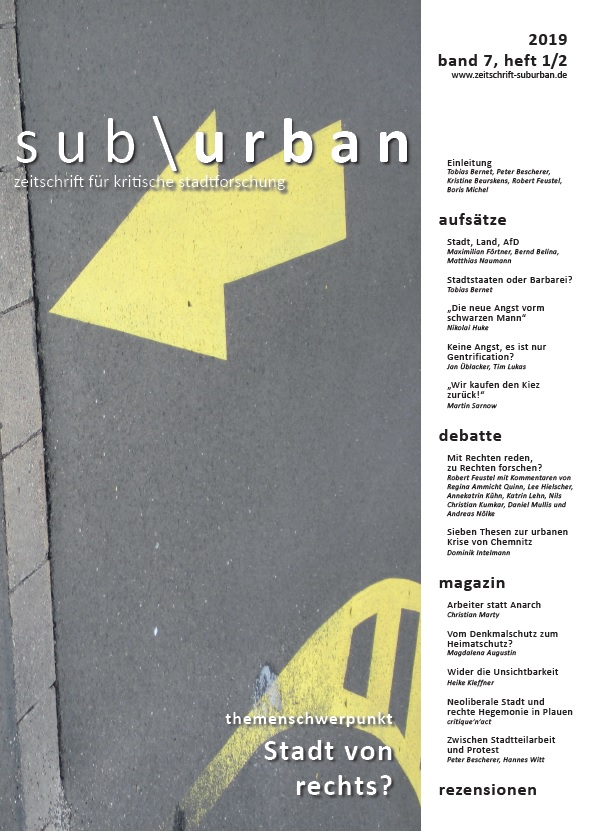 sub\urban
zeitschrift für kritische stadtforschung
themenschwerpunkt
Stadt von
rechts?
2019
band 7, heft 1/2
www.zeitschrift-suburban.de
Einleitung
Tobias Bernet, Peter Bescherer,
Kristine Beurskens, Robert Feustel,
Boris Michel
aufsätze
Stadt, Land, AfD
Maximilian Förtner, Bernd Belina,
Matthias Naumann
Stadtstaaten oder Barbarei?
Tobias Bernet
„Die neue Angst vorm
schwarzen Mann“
Nikolai Huke
Keine Angst, es ist nur
Gentrification?
Jan Üblacker, Tim Lukas
„Wir kaufen den Kiez
zurück!“
Martin Sarnow
debatte
Mit Rechten reden,
zu Rechten forschen?
Robert Feustel mit Kommentaren von
Regina Ammicht Quinn, Lee Hielscher,
Annekatrin Kühn, Katrin Lehn, Nils
Christian Kumkar, Daniel Mullis und
Andreas Nölke
Sieben Thesen zur urbanen
Krise von Chemnitz
Dominik Intelmann
magazin
Arbeiter statt Anarch
Christian Marty
Vom Denkmalschutz zum
Heimatschutz?
Magdalena Augustin
Wider die Unsichtbarkeit
Heike Kleffner
Neoliberale Stadt und
rechte Hegemonie in Plauen
critique’n’act
Zwischen Stadtteilarbeit
und Protest
Peter Bescherer, Hannes Witt
rezensionen